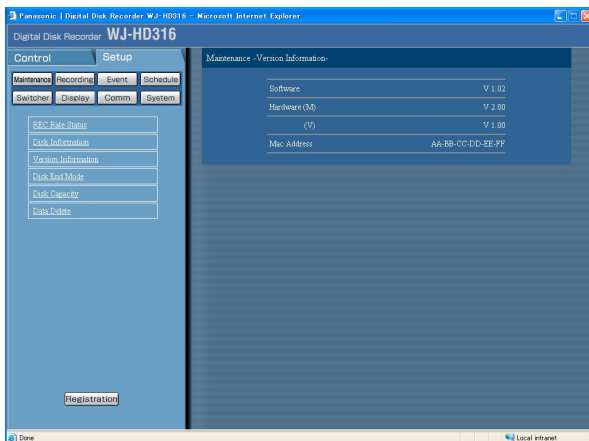 Panasonic | Digital Disk Recorder WJ-HD316 - Microsoft Internet Explorer
Digital Disk Recorder WJ-HD316
Control Setup
Maintenance Recording Event Schedule
Switcher Display Comm System
REC Rate Status
Disk Information
Version Information
Disk End Mode
Disk Capacity
Data Delete
Registration
Maintenance -Version Information-
Software V 1.02
Hardware (M) V 2.00
(V) V 1.00
Mac Address AA-BB-CC-DD-EE-FF
Done Local intranet